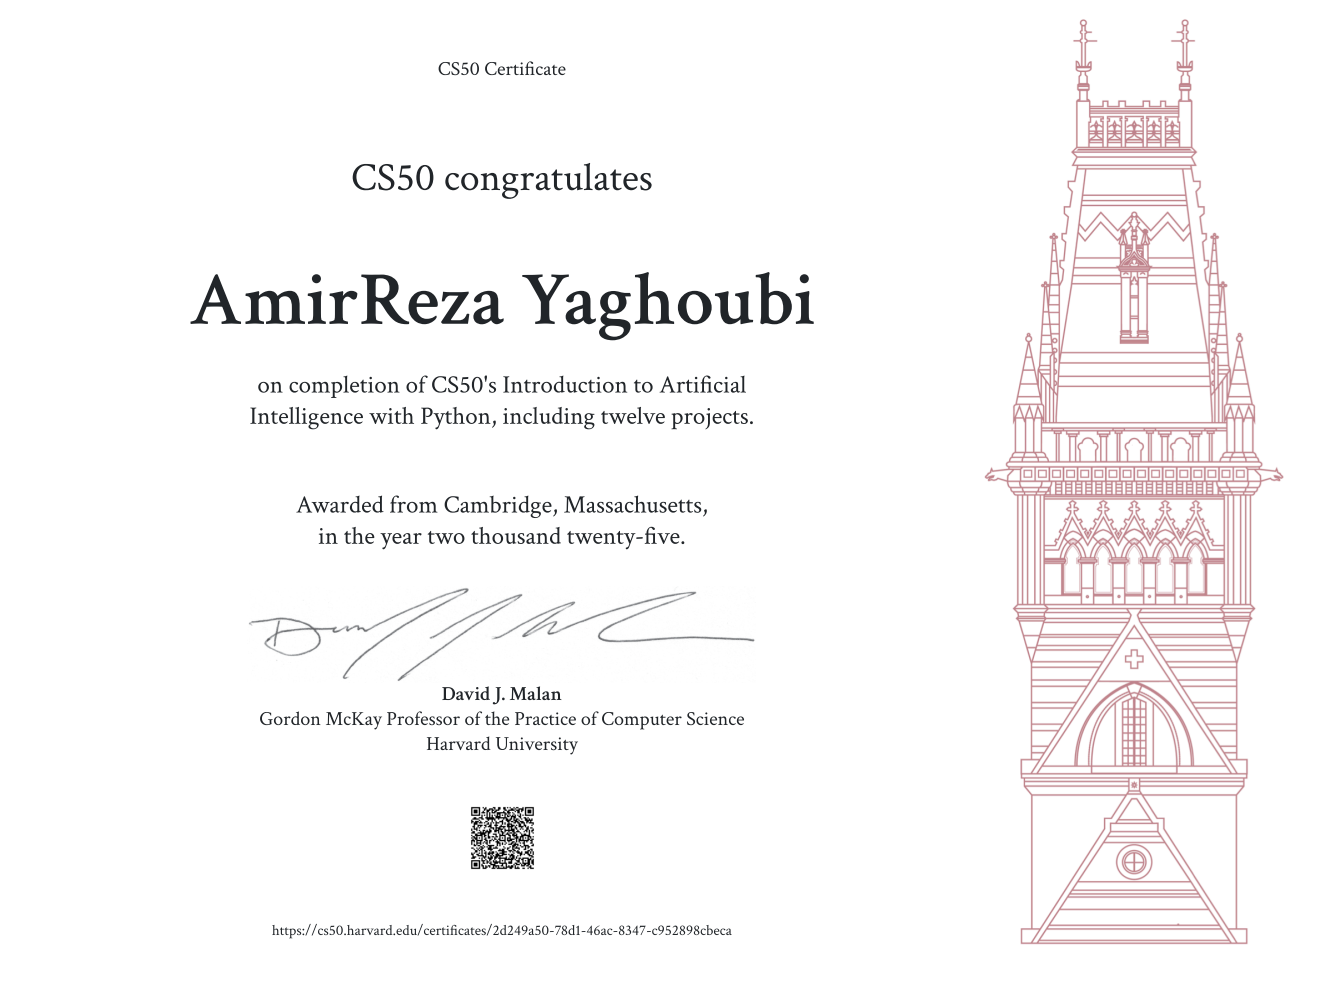 CS50 Certificate
CS50 congratulates
AmirReza Yaghoubi
on completion of CS50's Introduction to Artificial
Intelligence with Python, including twelve projects.
Awarded from Cambridge, Massachusetts,
in the year two thousand twenty-five.
David J. Malan
Gordon McKay Professor of the Practice of Computer Science
Harvard University
https://cs50.harvard.edu/certificates/2d249a50-78d1-46ac-8347-c952898cbeca